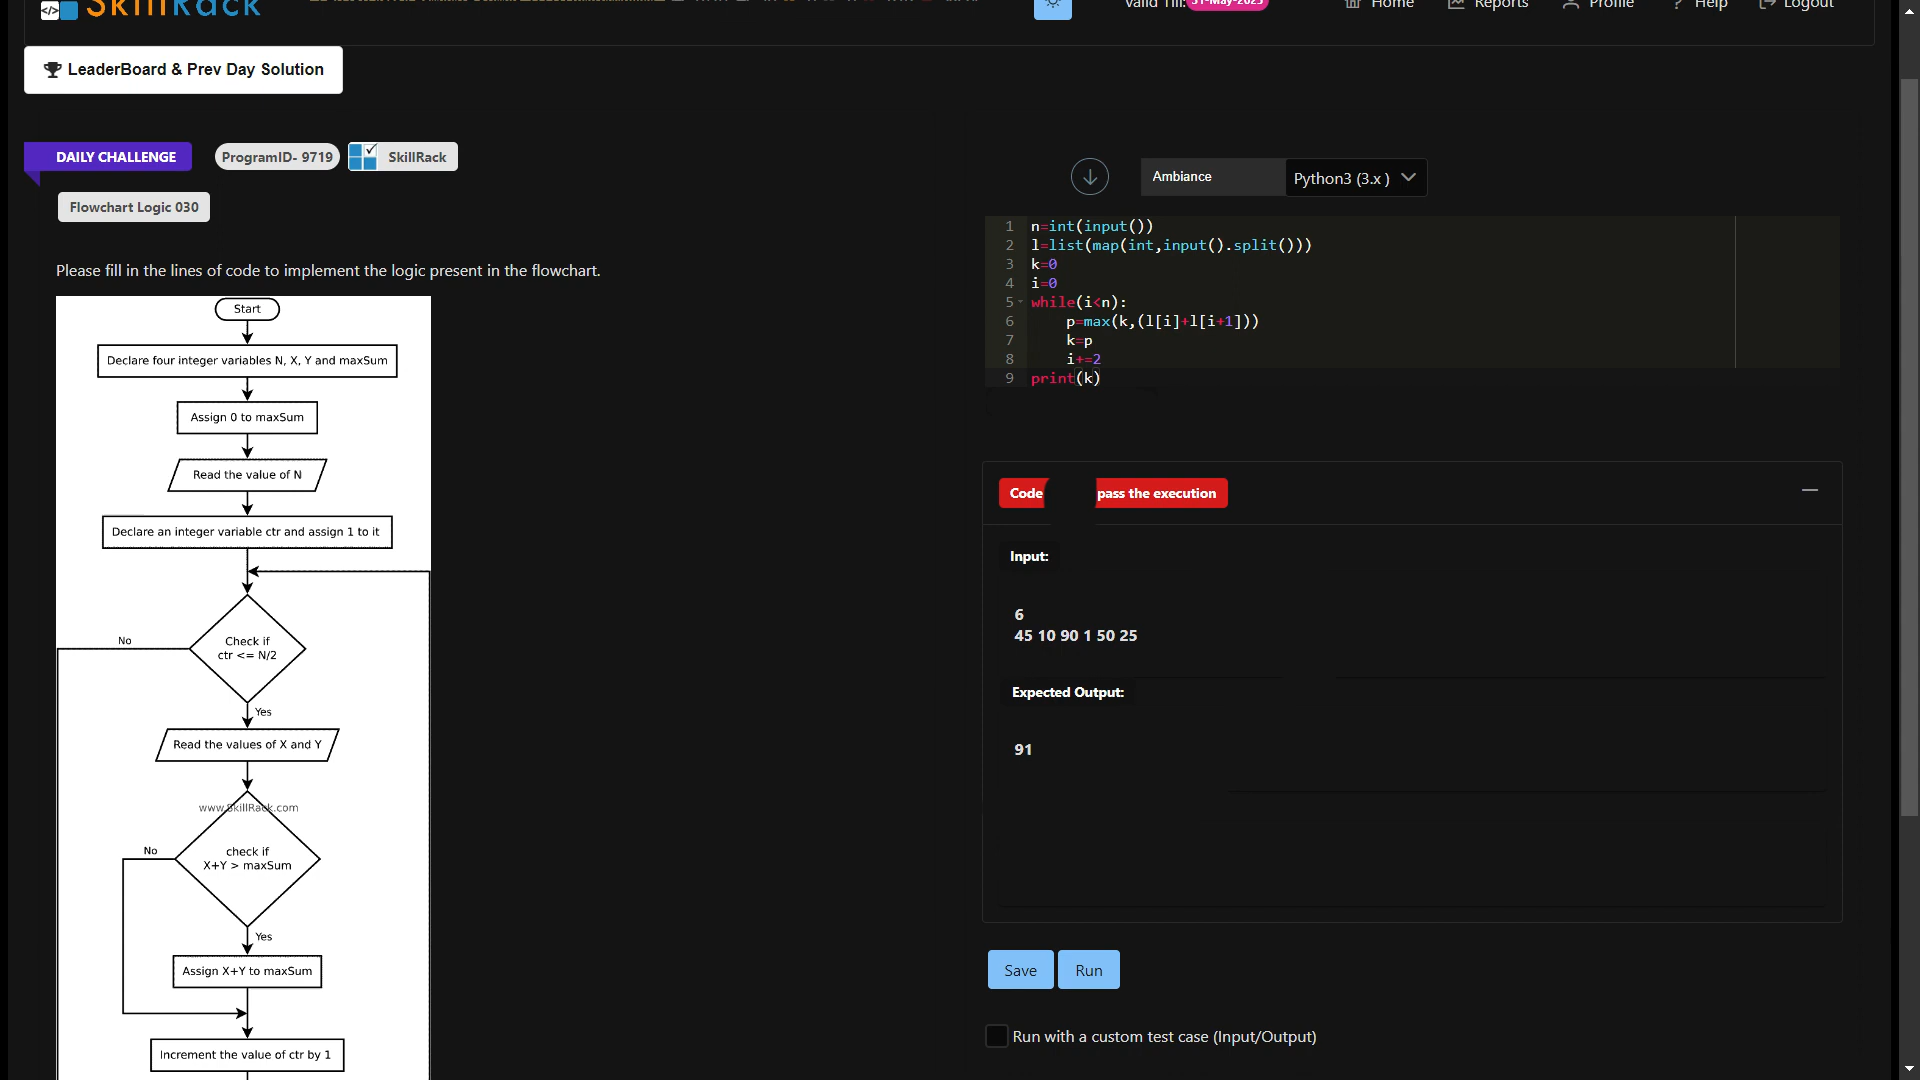 SkillRack
Valid Till: 31-May-2025
Home
Reports
Profile
? Help
Logout
LeaderBoard & Prev Day Solution
DAILY CHALLENGE
ProgramID- 9719
SkillRack
Flowchart Logic 030
Please fill in the lines of code to implement the logic present in the flowchart.
Start
Declare four integer variables N, X, Y and maxSum
Assign 0 to maxSum
Read the value of N
Declare an integer variable ctr and assign 1 to it
Check if
ctr <= N/2
No
Yes
Read the values of X and Y
www.SkillRack.com
check if
X+Y > maxSum
No
Yes
Assign X+Y to maxSum
Increment the value of ctr by 1
Ambiance
Python3 (3.x )
1 n=int(input())
2 l=list(map(int,input().split()))
3 k=0
4 i=0
5 while(i<n):
6 p=max(k,(l[i]+l[i+1]))
7 k=p
8 i+=2
9 print(k)
Code
pass the execution
Input:
6
45 10 90 1 50 25
Expected Output:
91
Save
Run
Run with a custom test case (Input/Output)